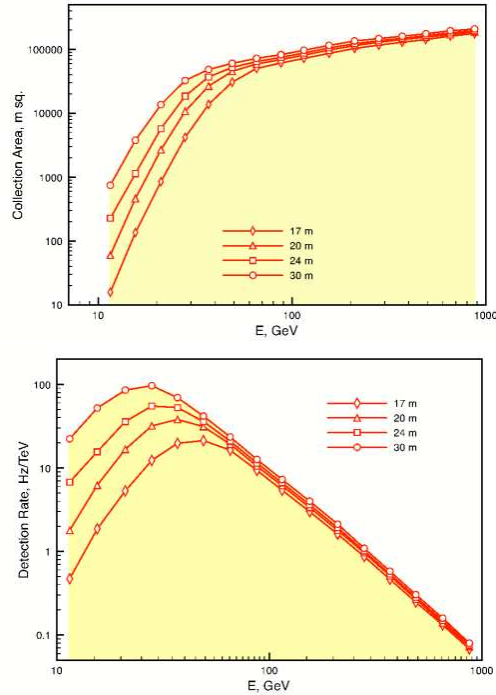 Collection Area, m sq.
100000
10000
1000
100
10
17 m
20 m
24 m
30 m
10
100
1000
E, GeV
Detection Rate, Hz/TeV
100
10
1
0.1
17 m
20 m
24 m
30 m
10
100
1000
E, GeV